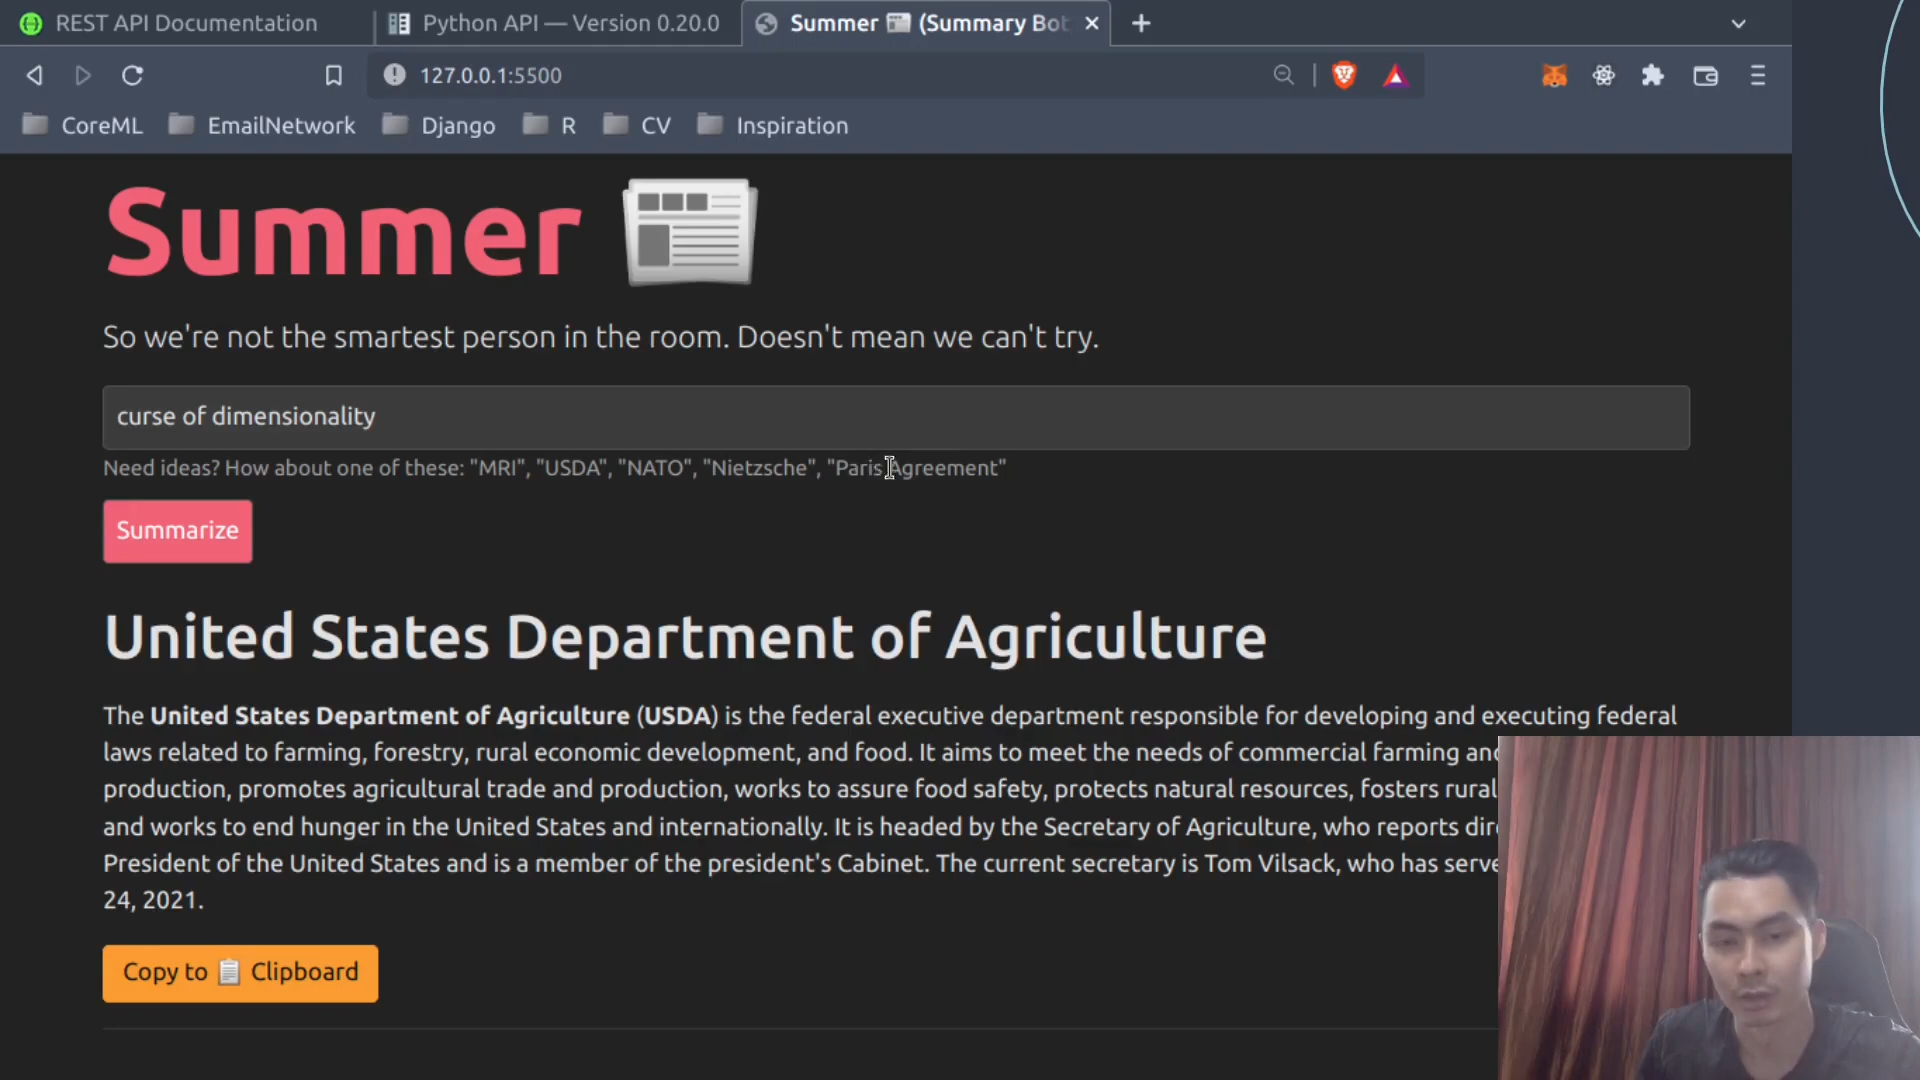 REST API Documentation
Python API — Version 0.20.0
Summer 📰 (Summary Bot
127.0.0.1:5500
CoreML
EmailNetwork
Django
R
CV
Inspiration
Summer 📰
So we're not the smartest person in the room. Doesn't mean we can't try.
curse of dimensionality
Need ideas? How about one of these: "MRI", "USDA", "NATO", "Nietzsche", "Paris Agreement"
Summarize
United States Department of Agriculture
The United States Department of Agriculture (USDA) is the federal executive department responsible for developing and executing federal
laws related to farming, forestry, rural economic development, and food. It aims to meet the needs of commercial farming and
production, promotes agricultural trade and production, works to assure food safety, protects natural resources, fosters rural
and works to end hunger in the United States and internationally. It is headed by the Secretary of Agriculture, who reports
President of the United States and is a member of the president's Cabinet. The current secretary is Tom Vilsack, who has
24, 2021.
Copy to 📋 Clipboard